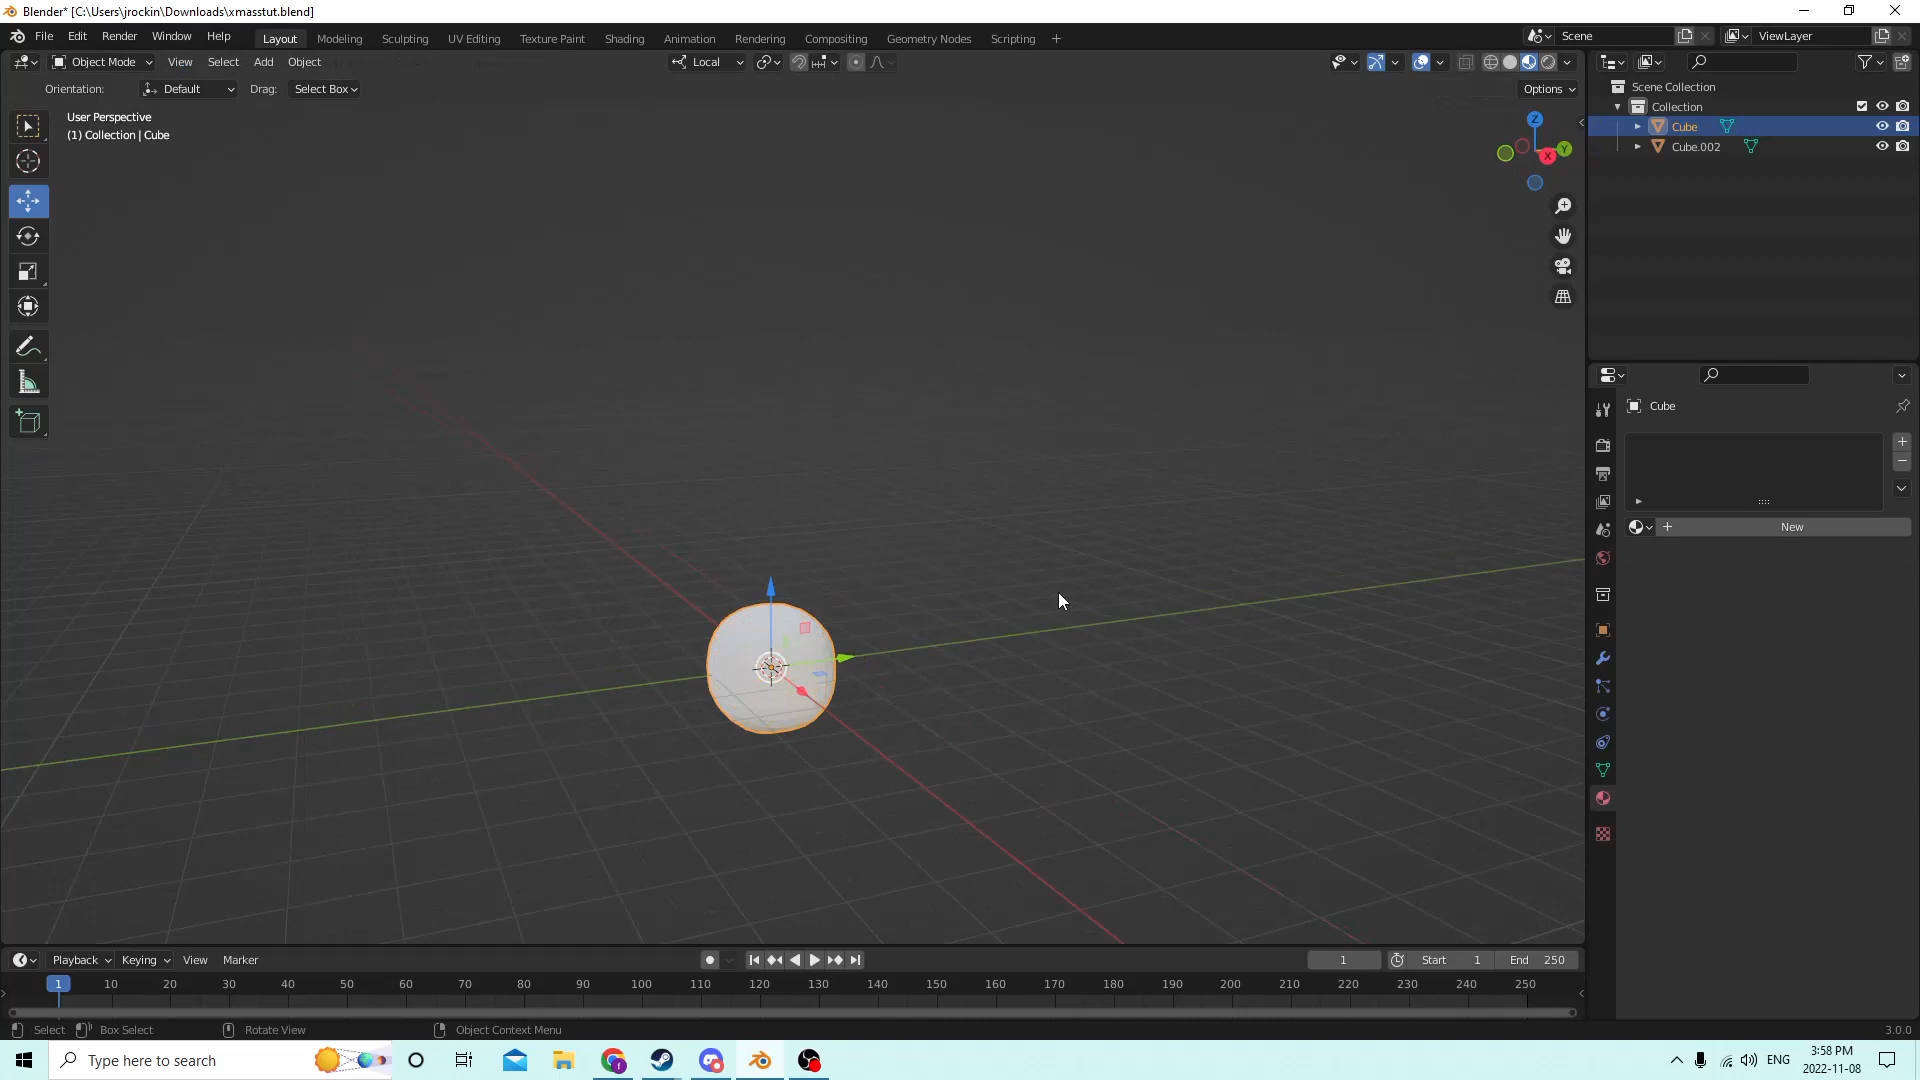 Blender* [C:\Users\jrockin\Downloads\xmasstut.blend]
File Edit Render Window Help Layout Modeling Sculpting UV Editing Texture Paint Shading Animation Rendering Compositing Geometry Nodes Scripting + Scene ViewLayer
Object Mode View Select Add Object Local
Orientation: Default Drag: Select Box Options
User Perspective
(1) Collection | Cube
Z
Y
X
Scene Collection
Collection
Cube
Cube.002
Cube
New
Playback Keying View Marker 1 Start 1 End 250
1 10 20 30 40 50 60 70 80 90 100 110 120 130 140 150 160 170 180 190 200 210 220 230 240 250
Select Box Select Rotate View Object Context Menu 3.0.0
Type here to search ENG 3:58 PM
2022-11-08